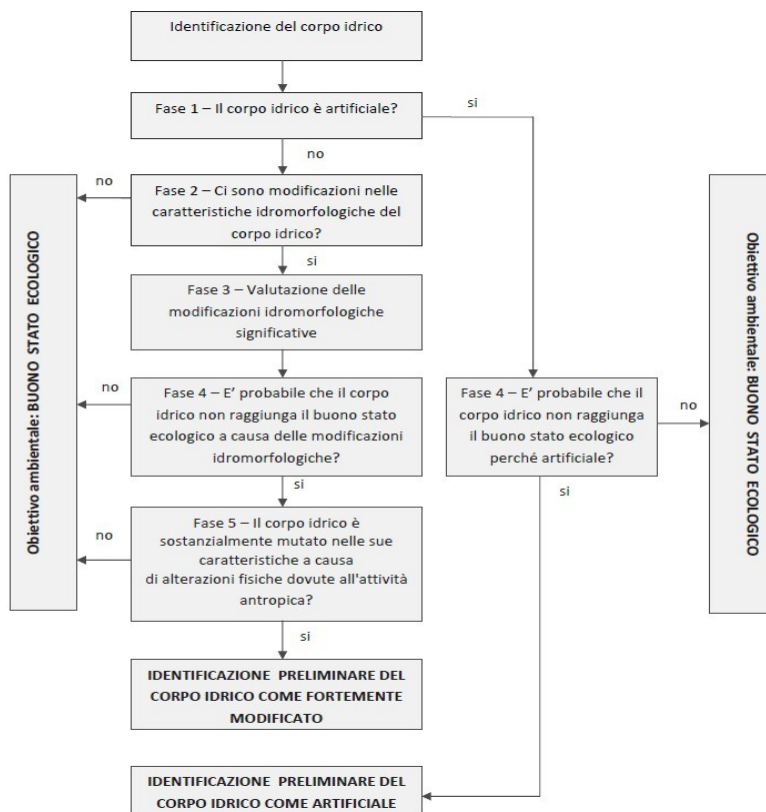 Identificazione del corpo idrico
Fase 1 – Il corpo idrico è artificiale?
si
no
no
Fase 2 – Ci sono modificazioni nelle
caratteristiche idromorfologiche del
corpo idrico?
si
Fase 3 – Valutazione delle
modificazioni idromorfologiche
significative
no
Fase 4 – E’ probabile che il corpo
idrico non raggiunga il buono stato
ecologico a causa delle modificazioni
idromorfologiche?
si
Fase 4 – E’ probabile che il
corpo idrico non raggiunga
il buono stato ecologico
perché artificiale?
no
si
no
Fase 5 – Il corpo idrico è
sostanzialmente mutato nelle sue
caratteristiche a causa
di alterazioni fisiche dovute all'attività
antropica?
si
IDENTIFICAZIONE PRELIMINARE DEL
CORPO IDRICO COME FORTEMENTE
MODIFICATO
IDENTIFICAZIONE PRELIMINARE DEL
CORPO IDRICO COME ARTIFICIALE
Obiettivo ambientale: BUONO STATO ECOLOGICO
Obiettivo ambientale: BUONO STATO ECOLOGICO